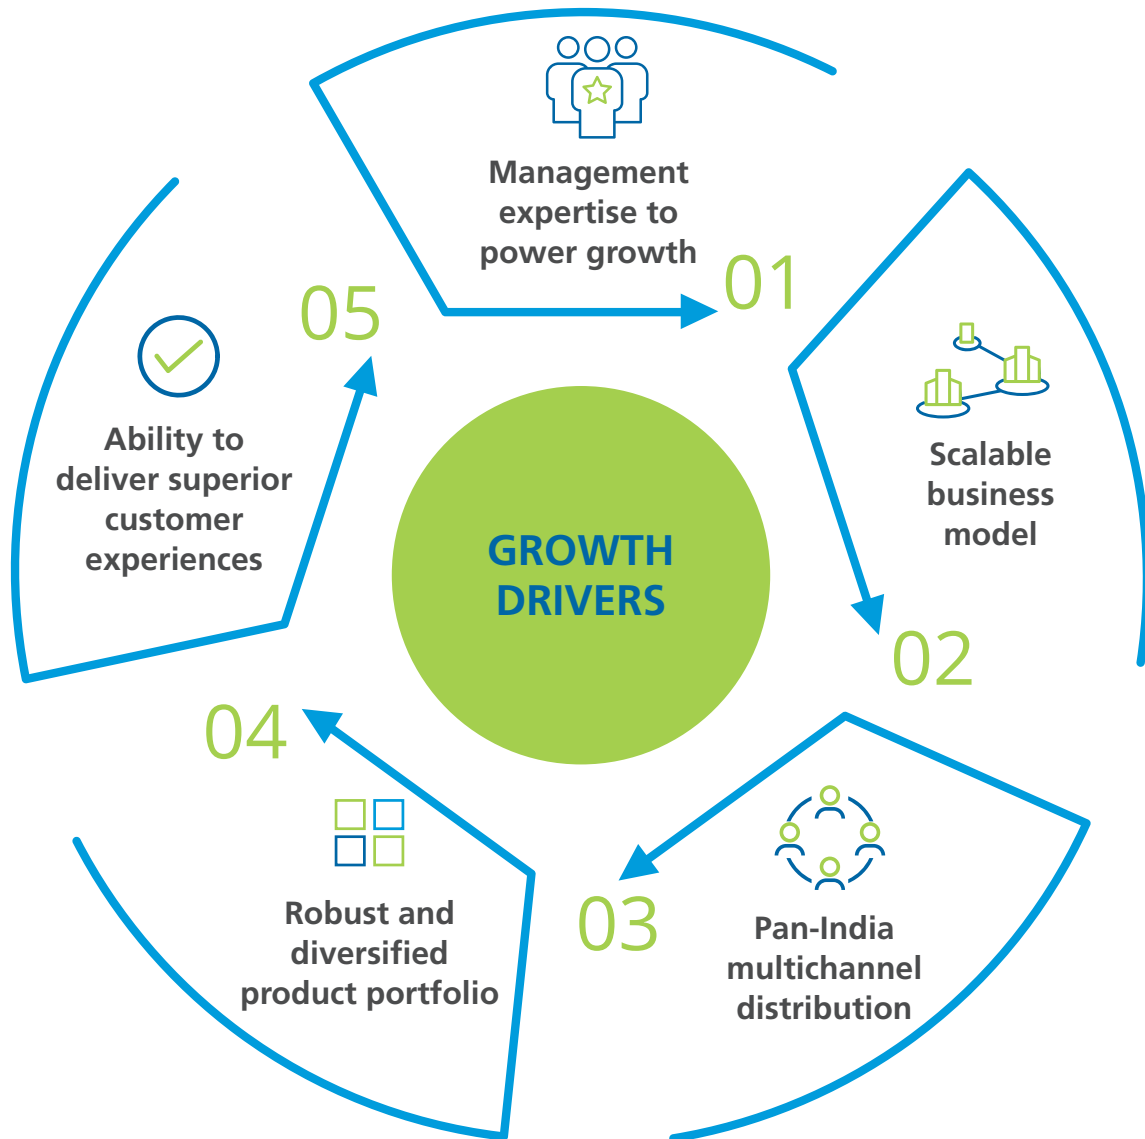 GROWTH
DRIVERS
Management
expertise to
power growth
01
Scalable
business
model
02
Pan-India
multichannel
distribution
03
Robust and
diversified
product portfolio
04
Ability to
deliver superior
customer
experiences
05